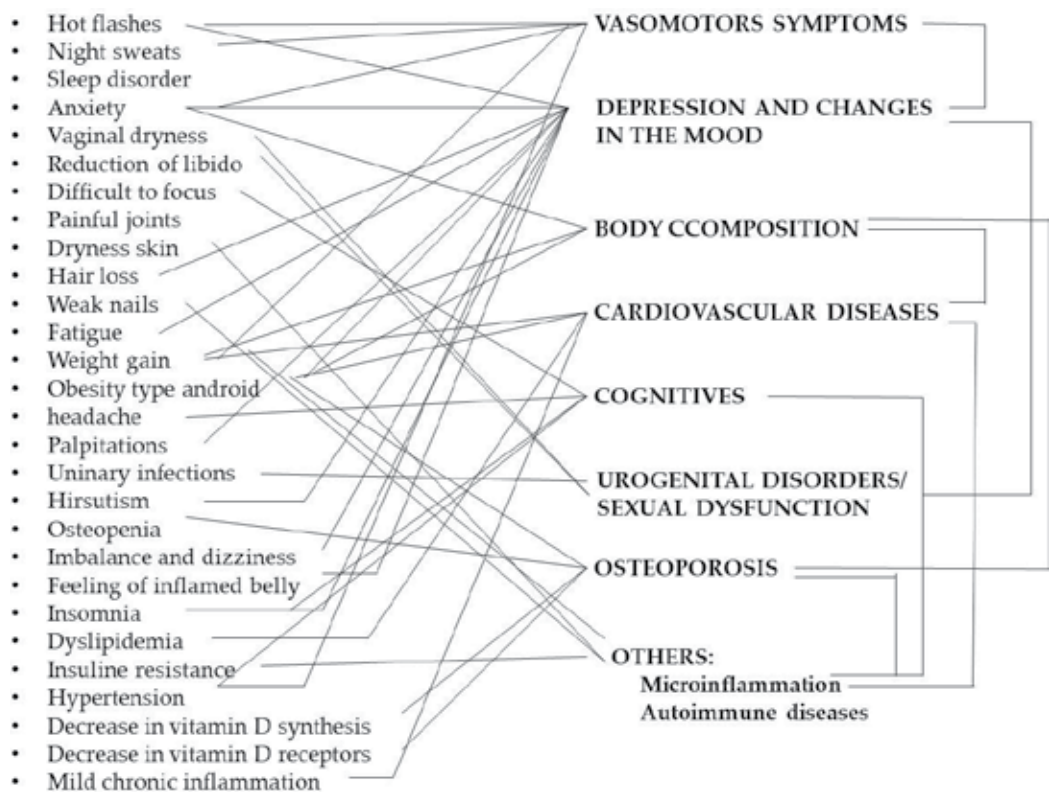 • Hot flashes
• Night sweats
• Sleep disorder
• Anxiety
• Vaginal dryness
• Reduction of libido
• Difficult to focus
• Painful joints
• Dryness skin
• Hair loss
• Weak nails
• Fatigue
• Weight gain
• Obesity type android
• headache
• Palpitations
• Uninary infections
• Hirsutism
• Osteopenia
• Imbalance and dizziness
• Feeling of inflamed belly
• Insomnia
• Dyslipidemia
• Insuline resistance
• Hypertension
• Decrease in vitamin D synthesis
• Decrease in vitamin D receptors
• Mild chronic inflammation
VASOMOTORS SYMPTOMS
DEPRESSION AND CHANGES
IN THE MOOD
BODY CCOMPOSITION
CARDIOVASCULAR DISEASES
COGNITIVES
UROGENITAL DISORDERS/
SEXUAL DYSFUNCTION
OSTEOPOROSIS
OTHERS:
Microinflammation
Autoimmune diseases